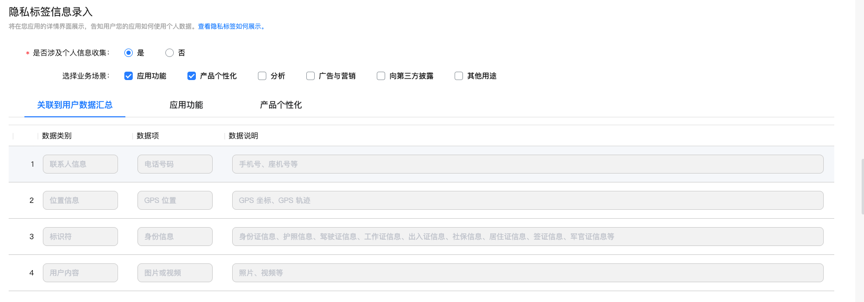 隐私标签信息录入
将在您应用的详情界面展示，告知用户您的应用如何使用个人数据。查看隐私标签如何展示。
* 是否涉及个人信息收集： 是 否
选择业务场景： 应用功能 产品个性化 分析 广告与营销 向第三方披露 其他用途
关联到用户数据汇总 应用功能 产品个性化
数据类别 数据项 数据说明
1 联系人信息 电话号码 手机号、座机号等
2 位置信息 GPS 位置 GPS 坐标、GPS 轨迹
3 标识符 身份信息 身份证信息、护照信息、驾驶证信息、工作证信息、出入证信息、社保信息、居住证信息、签证信息、军官证信息等
4 用户内容 图片或视频 照片、视频等